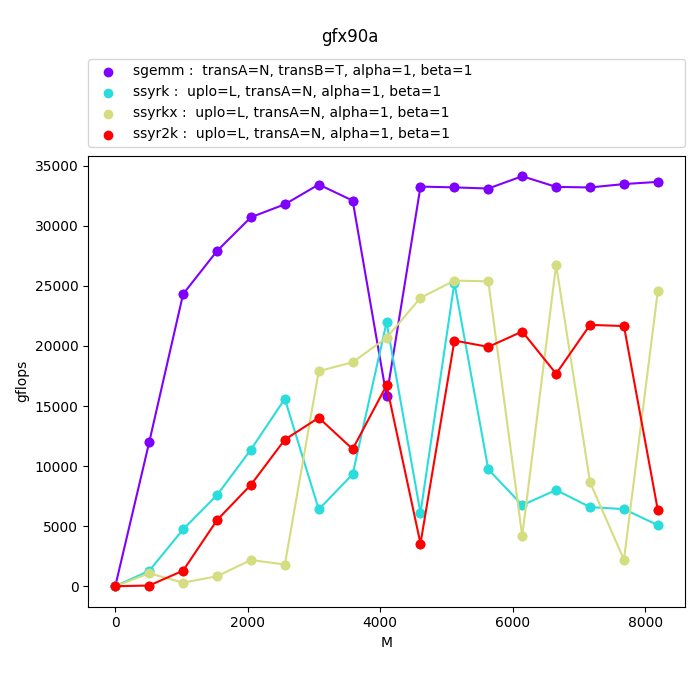 gfx90a
sgemm :  transA=N, transB=T, alpha=1, beta=1
ssyrk :  uplo=L, transA=N, alpha=1, beta=1
ssyrkx :  uplo=L, transA=N, alpha=1, beta=1
ssyr2k :  uplo=L, transA=N, alpha=1, beta=1
35000
30000
25000
20000
15000
10000
5000
0
gflops
0 2000 4000 6000 8000
M